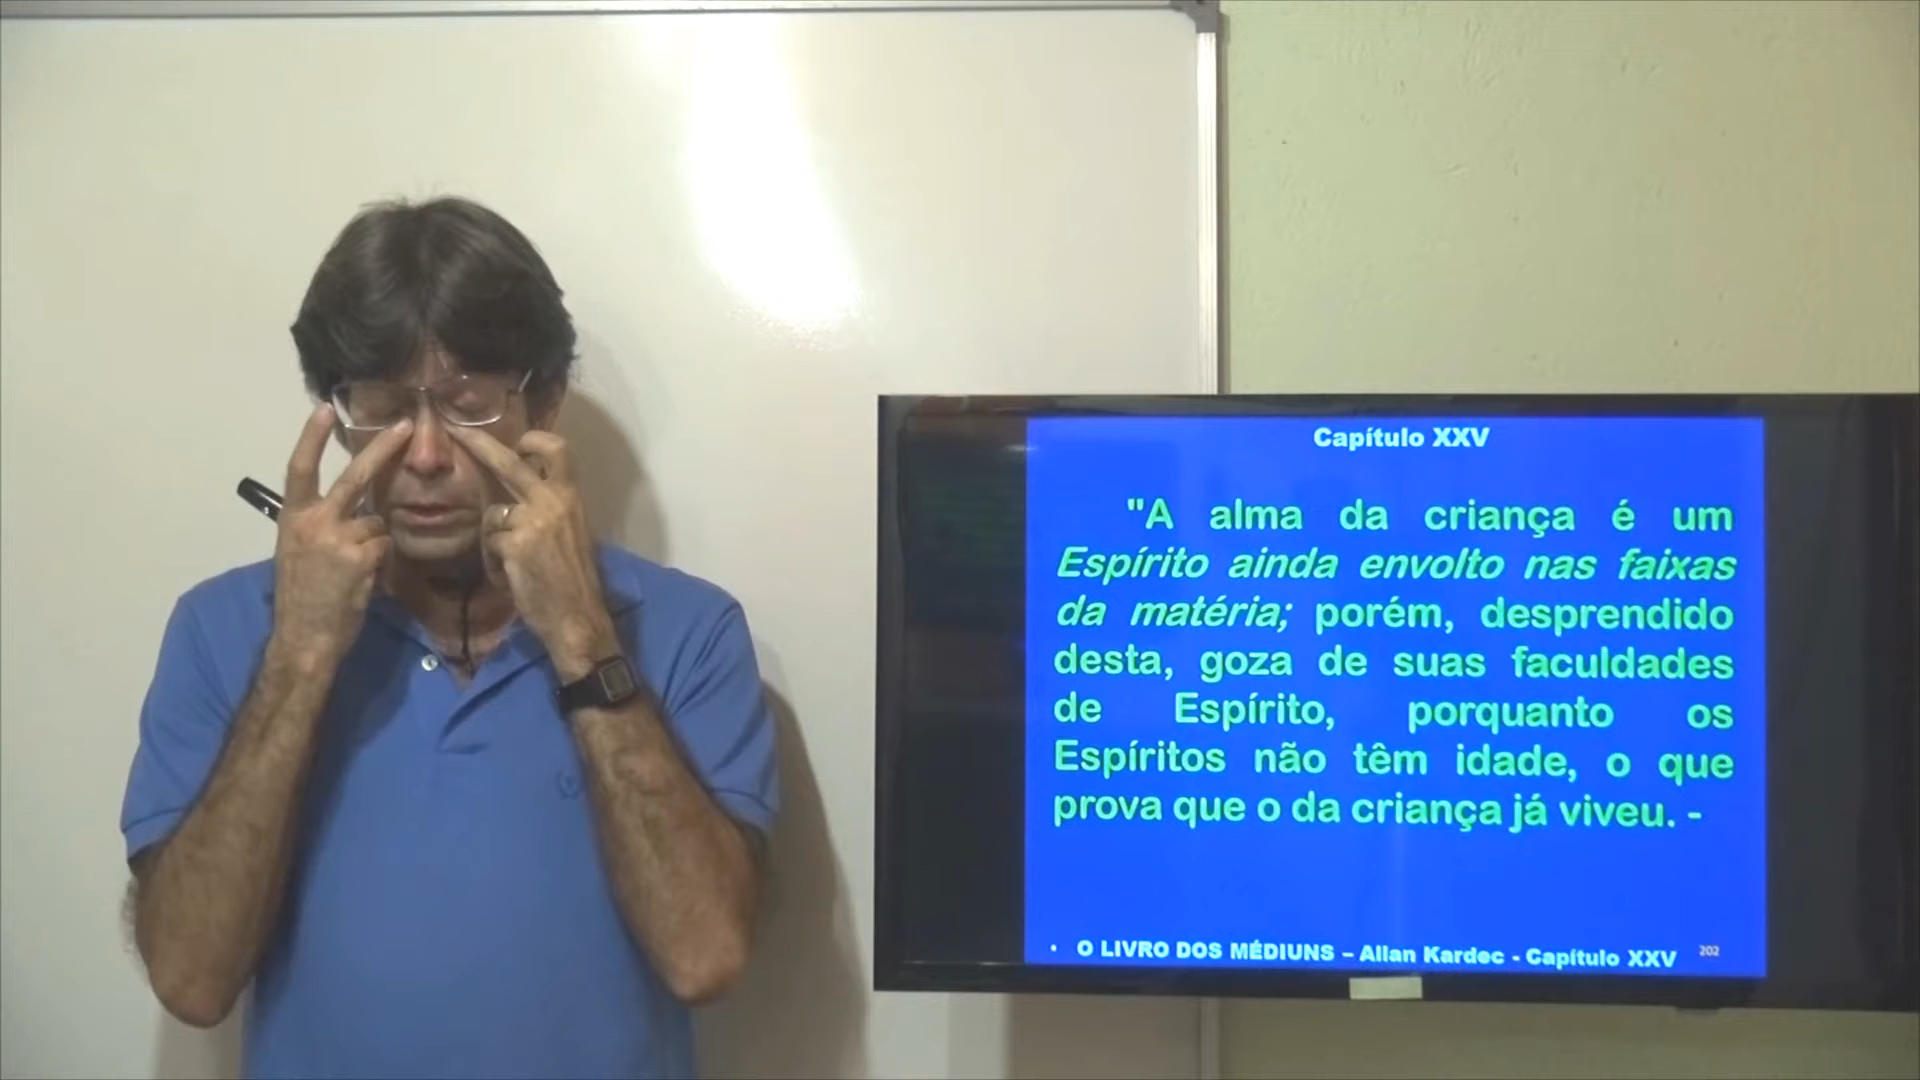 Capítulo XXV
"A alma da criança é um
Espírito ainda envolto nas faixas
da matéria; porém, desprendido
desta, goza de suas faculdades
de Espírito, porquanto os
Espíritos não têm idade, o que
prova que o da criança já viveu. -
• O LIVRO DOS MÉDIUNS – Allan Kardec - Capítulo XXV 202